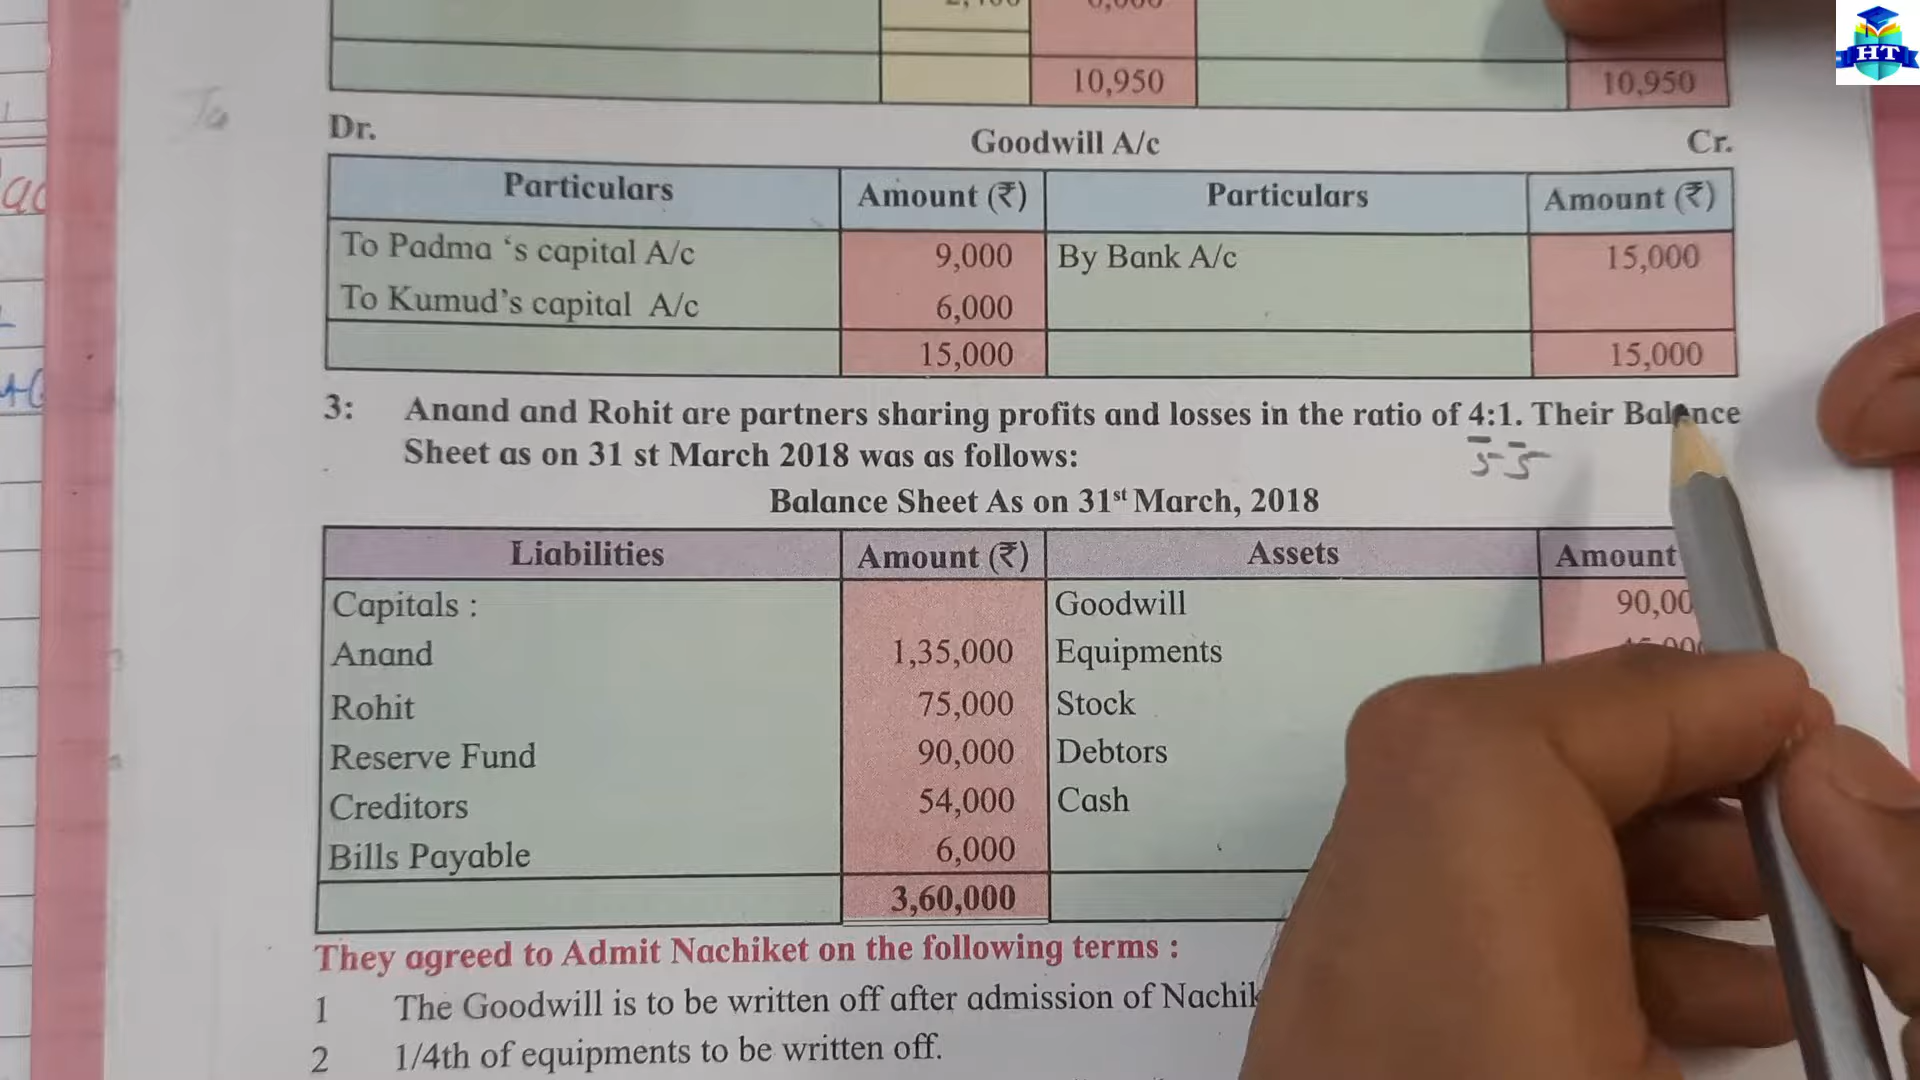 10,950 10,950
Dr. Goodwill A/c Cr.
Particulars Amount (₹) Particulars Amount (₹)
To Padma ‘s capital A/c 9,000 By Bank A/c 15,000
To Kumud’s capital A/c 6,000
15,000 15,000
3: Anand and Rohit are partners sharing profits and losses in the ratio of 4:1. Their Balance
Sheet as on 31 st March 2018 was as follows:
5 5
Balance Sheet As on 31st March, 2018
Liabilities Amount (₹) Assets Amount
Capitals : Goodwill 90,00
Anand 1,35,000 Equipments
Rohit 75,000 Stock
Reserve Fund 90,000 Debtors
Creditors 54,000 Cash
Bills Payable 6,000
3,60,000
They agreed to Admit Nachiket on the following terms :
1 The Goodwill is to be written off after admission of Nachik
2 1/4th of equipments to be written off.
HT